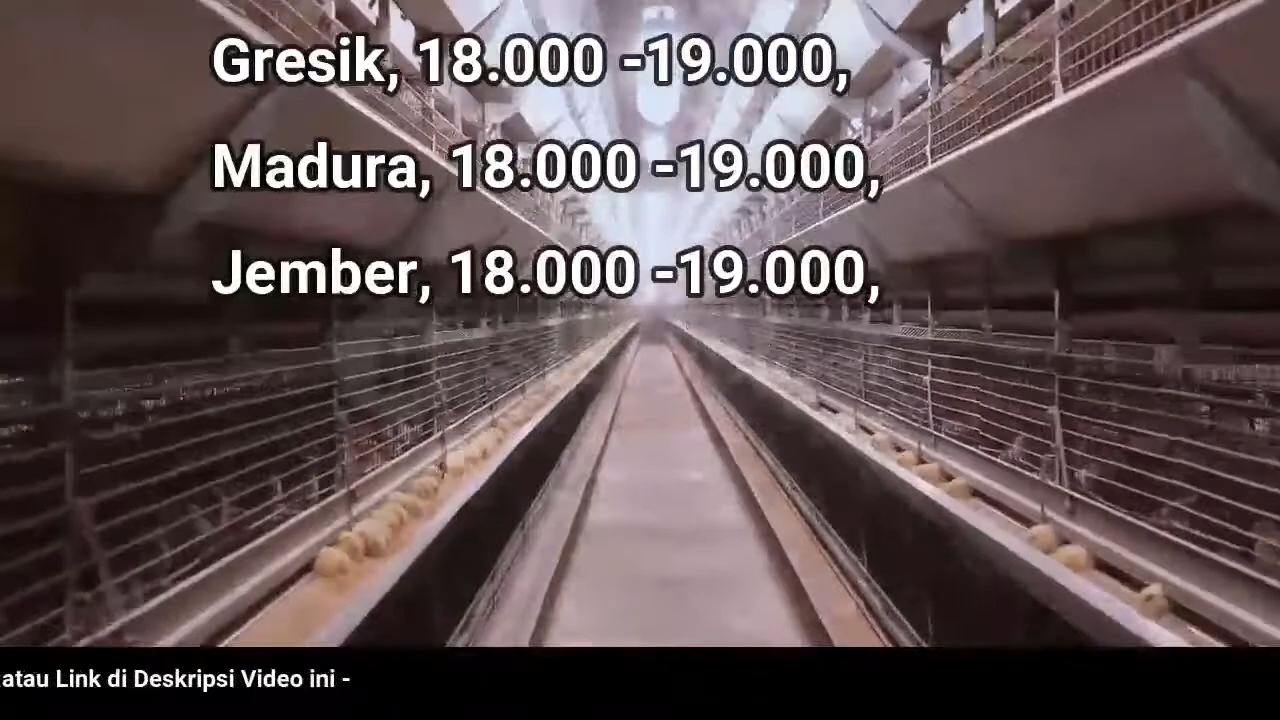 Gresik, 18.000 -19.000,
Madura, 18.000 -19.000,
Jember, 18.000 -19.000,
atau Link di Deskripsi Video ini -